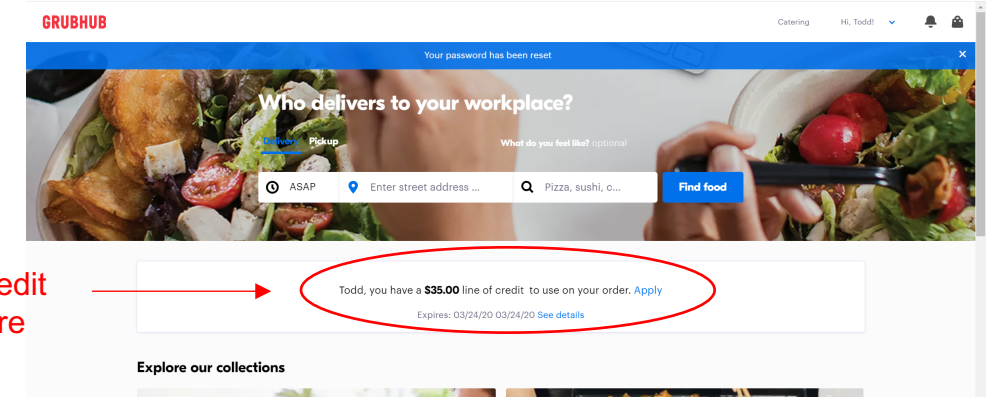 GRUBHUB
Catering Hi, Todd!
Your password has been reset
Who delivers to your workplace?
Delivery Pickup What do you feel like? optional
ASAP Enter street address ... Pizza, sushi, c... Find food
edit
re
Todd, you have a $35.00 line of credit to use on your order. Apply
Expires: 03/24/20 03/24/20 See details
Explore our collections